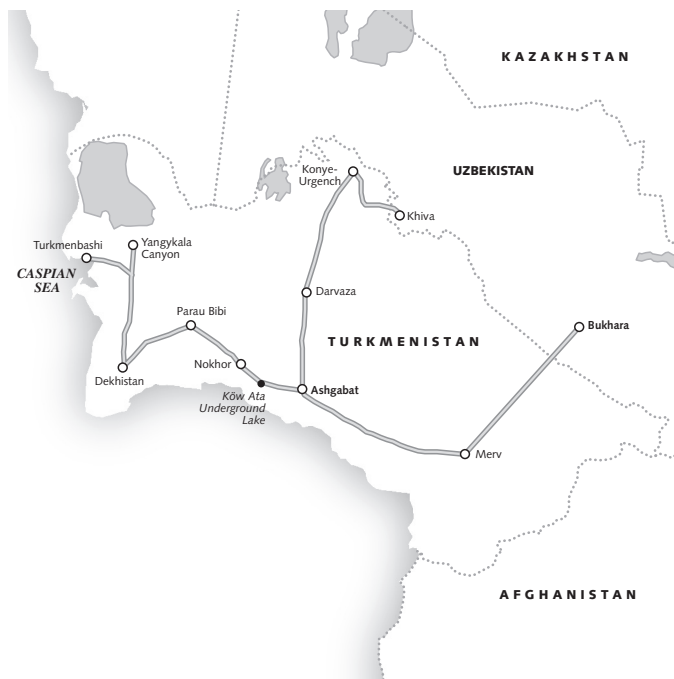 KAZAKHSTAN
UZBEKISTAN
Konye-
Urgench
Khiva
Turkmenbashi
Yangykala
Canyon
CASPIAN
SEA
Darvaza
Parau Bibi
TURKMENISTAN
Bukhara
Nokhor
Dekhistan
Ashgabat
Köw Ata
Underground
Lake
Merv
AFGHANISTAN